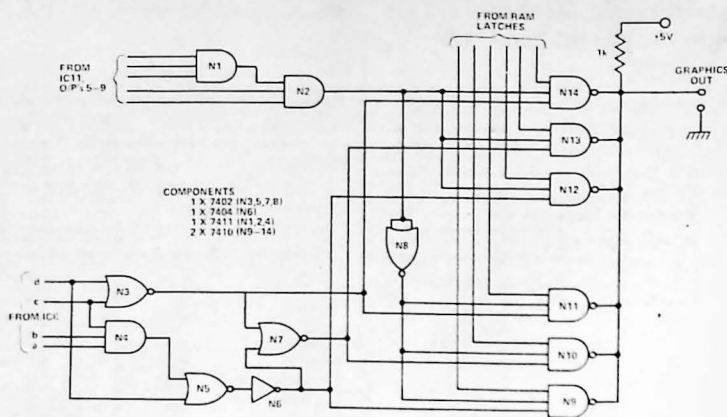 FROM RAM
LATCHES
+5V
1k
GRAPHICS
OUT
FROM
IC11,
O/P's 5–9
N1
N2
N14
N13
N12
COMPONENTS
1 X 7402 (N3,5,7,8)
1 X 7404 (N6)
1 X 7411 (N1,2,4)
2 X 7410 (N9–14)
N8
d
c
FROM IC
b
a
N3
N4
N7
N5
N6
N11
N10
N9